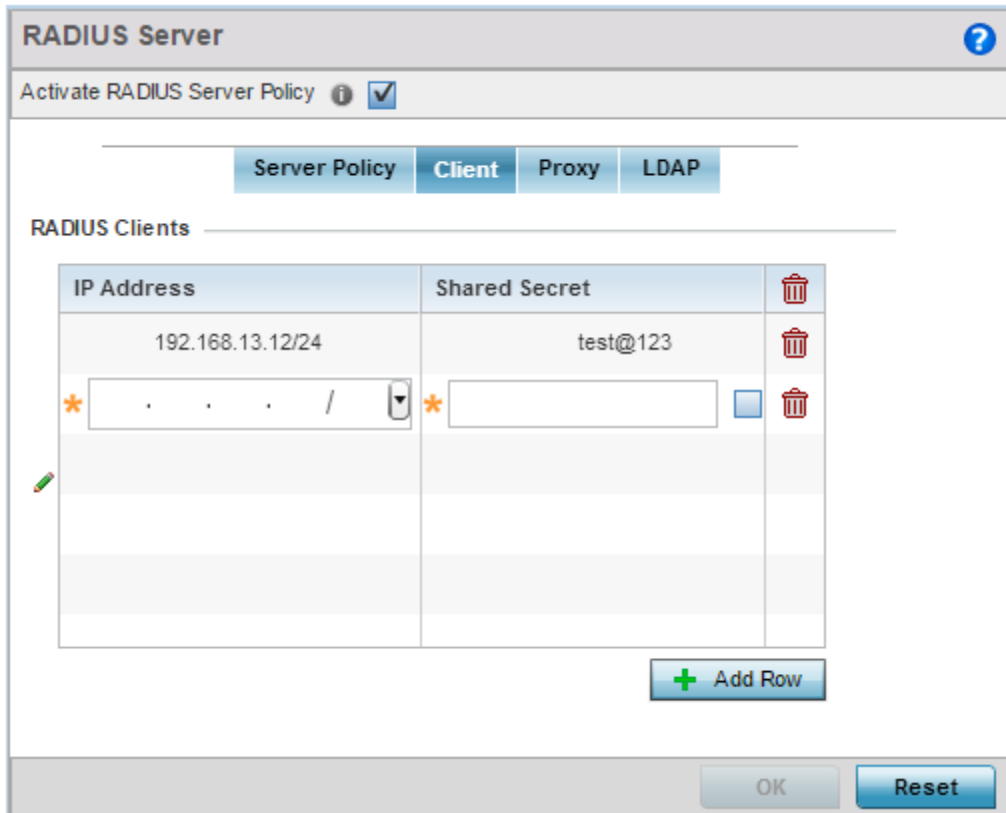 RADIUS Server ?
Activate RADIUS Server Policy i
Server Policy Client Proxy LDAP
RADIUS Clients
IP Address Shared Secret
192.168.13.12/24 test@123
* . . . / *
+ Add Row
OK Reset